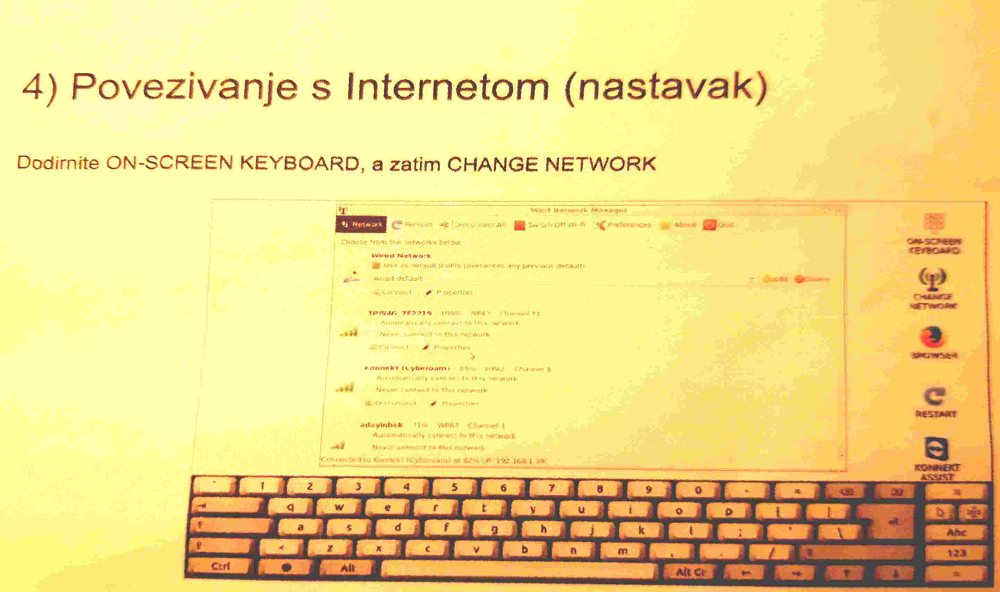 4) Povezivanje s Internetom (nastavak)
Dodirnite ON-SCREEN KEYBOARD, a zatim CHANGE NETWORK
Wicd Network Manager
Network Refresh Disconnect All Switch Off Wi-Fi Preferences About Quit
Choose from the networks below:
Wired Network
Use as default profile (overwrites any previous default)
wired-default
Connect Properties
100% WPA2 Channel 11
Automatically connect to this network
Never connect to this network
Connect Properties
Konnekt (Cyberoam) 85% WPA2 Channel 6
Automatically connect to this network
Never connect to this network
Disconnect Properties
adayinbkk 71% WPA2 Channel 1
Automatically connect to this network
Never connect to this network
Connected to Konnekt (Cyberoam) at 82% (IP: 192.168.1.59)
ON-SCREEN
KEYBOARD
CHANGE
NETWORK
BROWSER
RESTART
KONNEKT
ASSIST
` 1 2 3 4 5 6 7 8 9 0 - =
q w e r t y u i o p [ ]
a s d f g h j k l ; ' \ Abc
< z x c v b n m , . / 123
Ctrl Alt Alt Gr